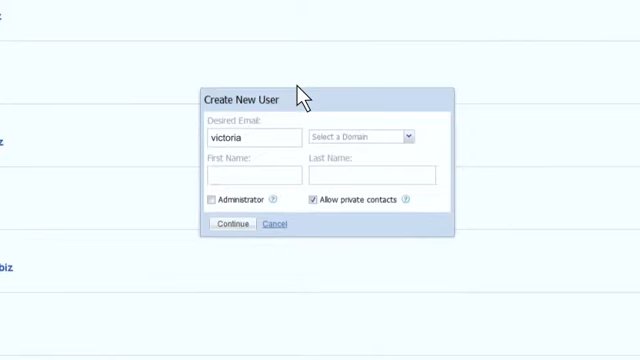 z
Create New User
Desired Email:
victoria
Select a Domain
z
First Name:
Last Name:
Administrator ?
Allow private contacts ?
Continue
Cancel
biz